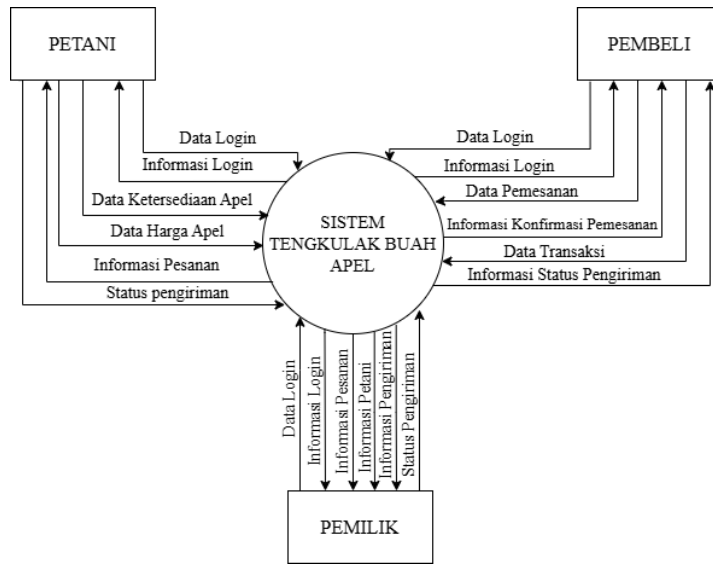 PETANI
PEMBELI
Data Login
Informasi Login
Data Ketersediaan Apel
Data Harga Apel
Informasi Pesanan
Status pengiriman
SISTEM
TENGKULAK BUAH
APEL
Data Login
Informasi Login
Data Pemesanan
Informasi Konfirmasi Pemesanan
Data Transaksi
Informasi Status Pengiriman
Data Login
Informasi Login
Informasi Pesanan
Informasi Petani
Informasi Pengiriman
Status Pengiriman
PEMILIK